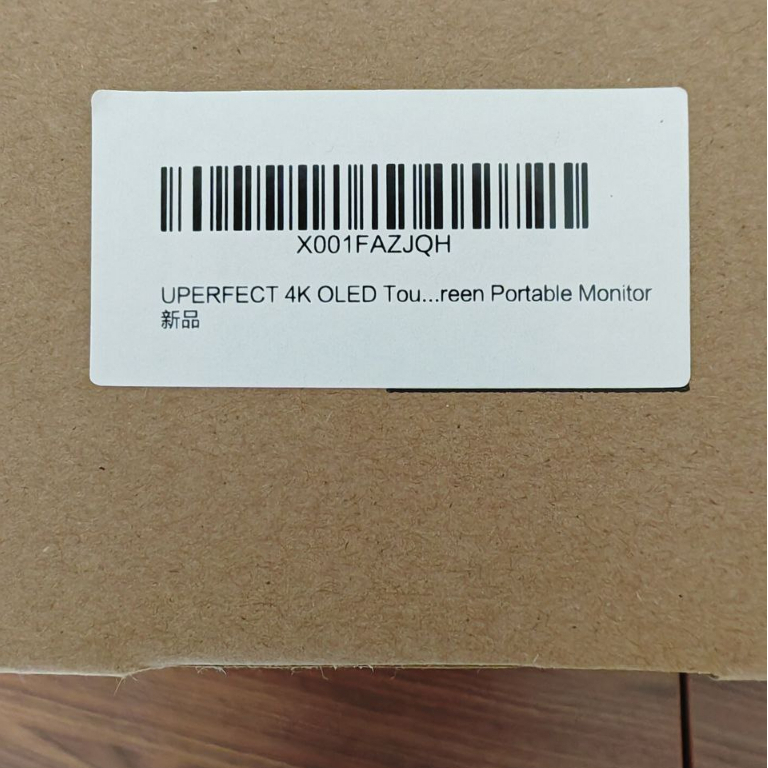 X001FAZJQH
UPERFECT 4K OLED Tou...reen Portable Monitor
新品